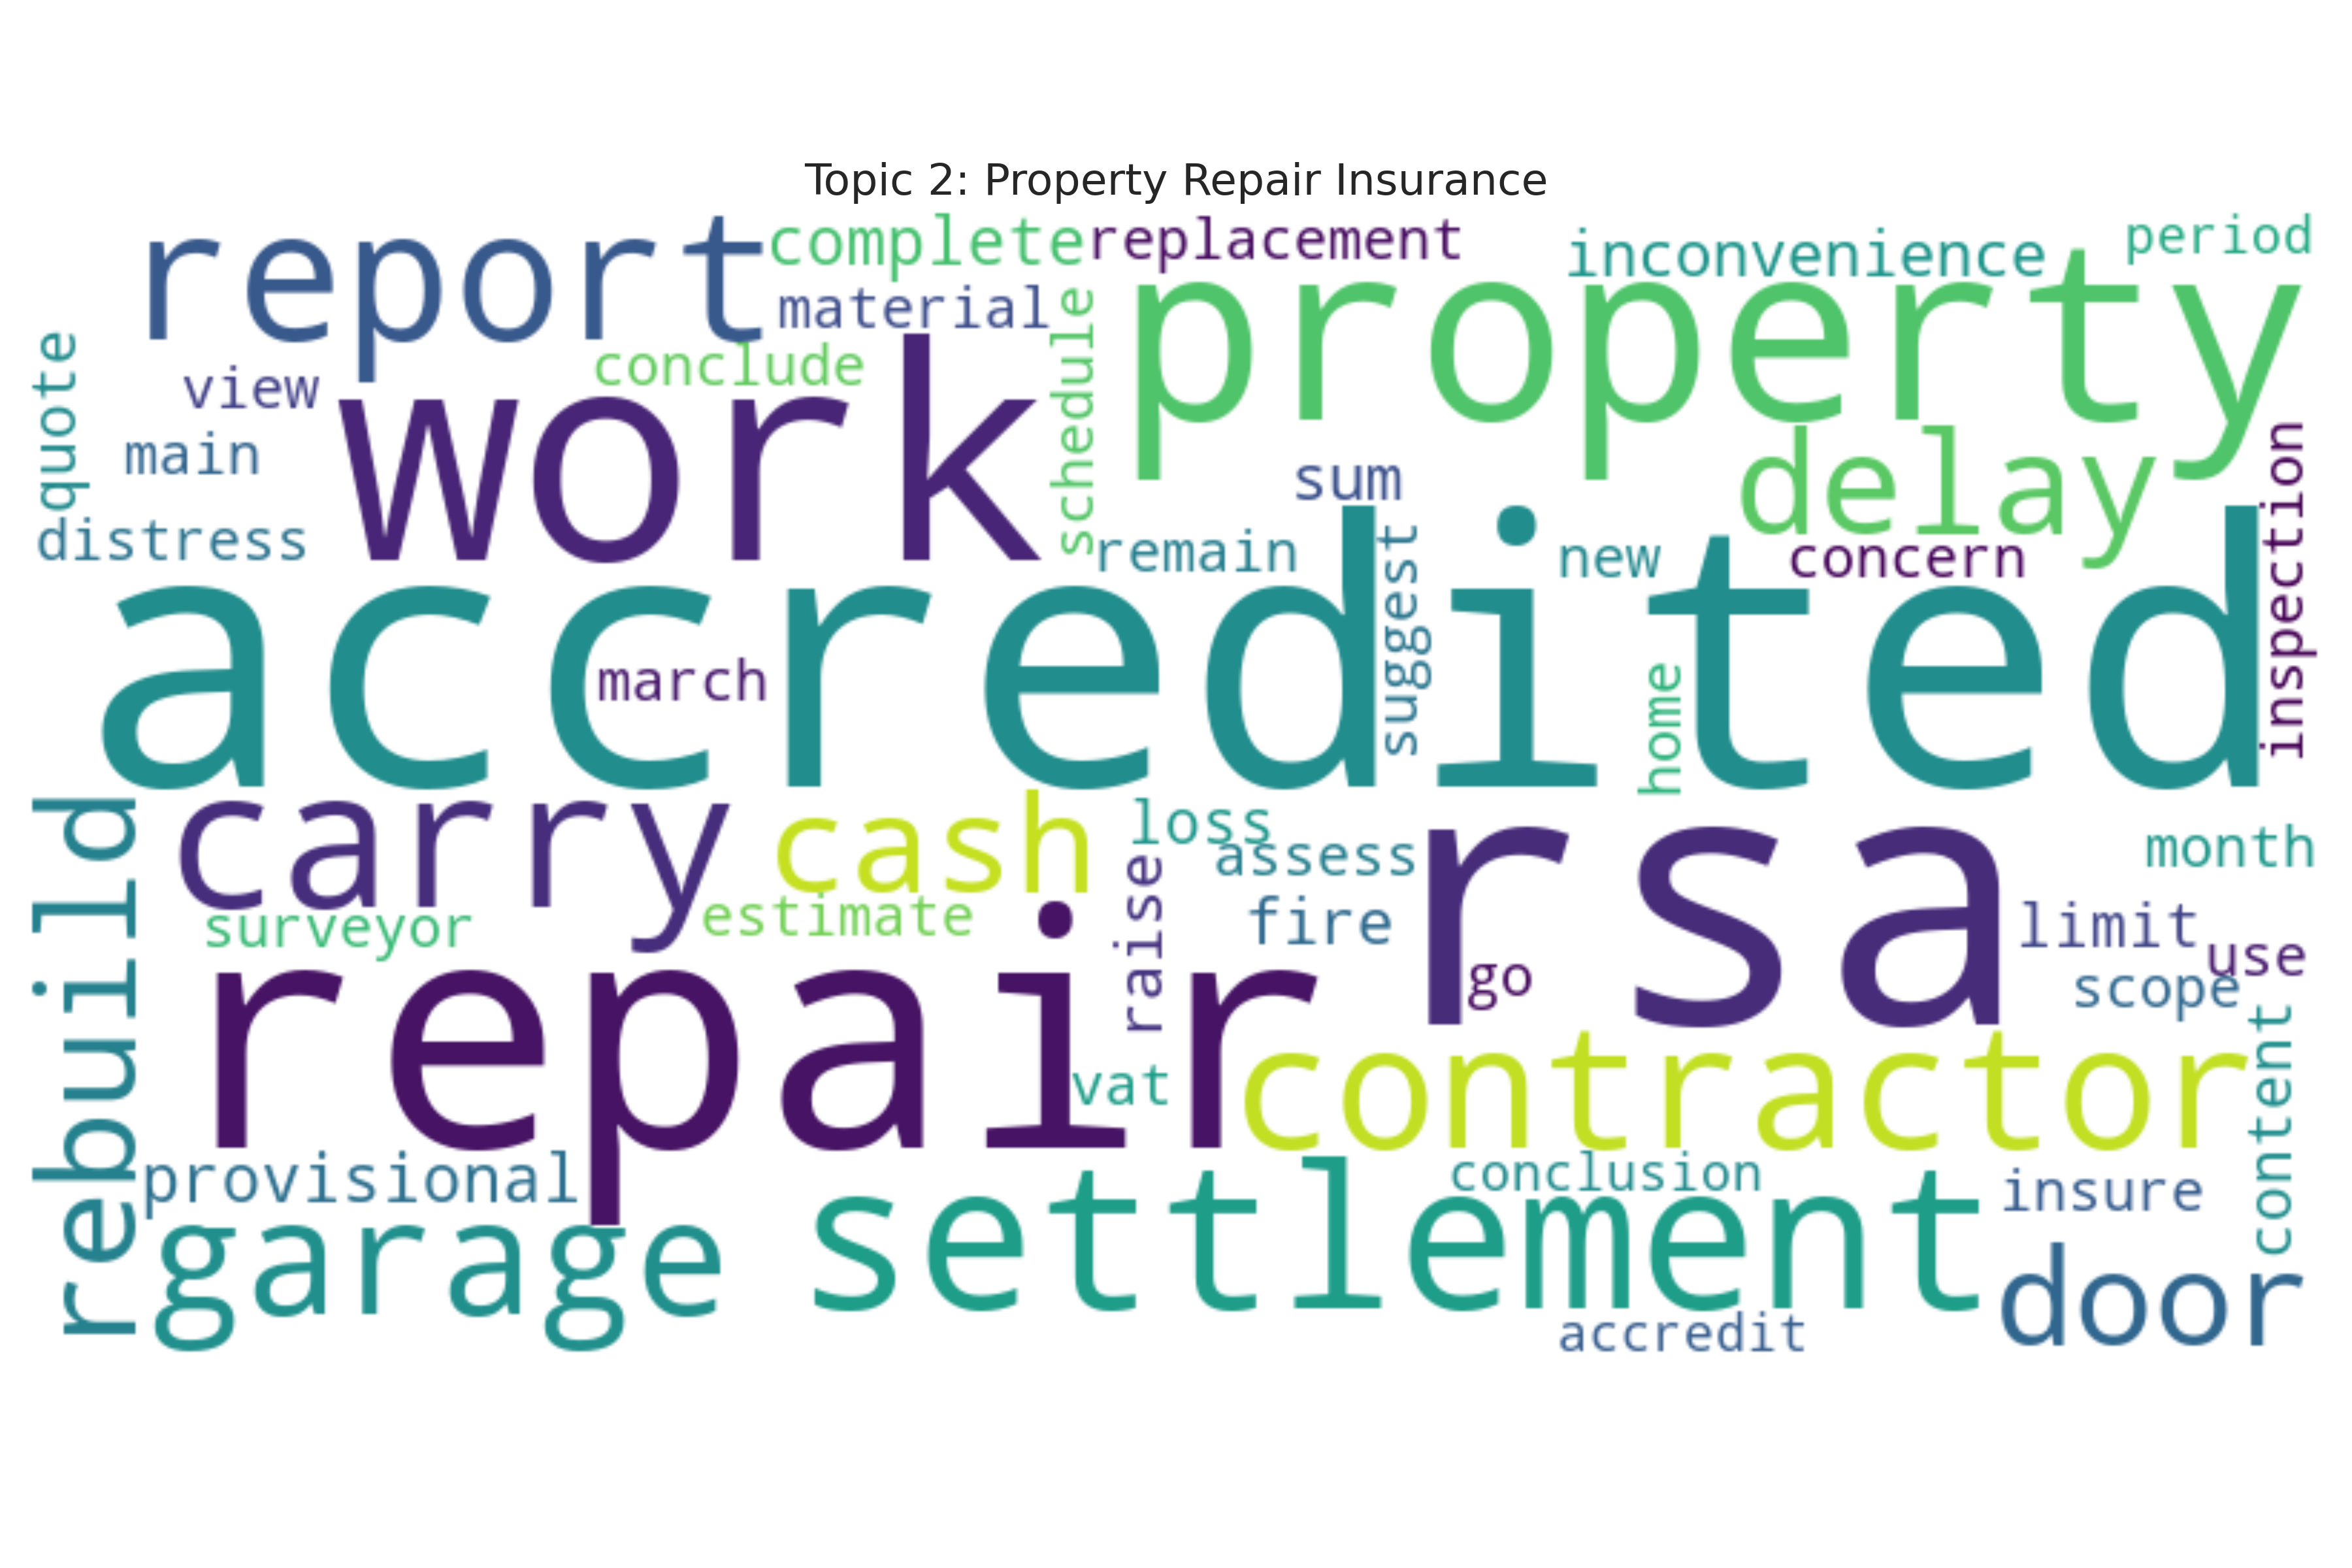 Topic 2: Property Repair Insurance
report
complete
replacement
inconvenience
period
material
property
quote
view
conclude
work
schedule
main
sum
delay
inspection
distress
remain
suggest
new
concern
accredited
march
home
rebuild
carry
cash
loss
assess
rsa
month
surveyor
estimate
raise
fire
limit
use
go
scope
repair
vat
contractor
content
provisional
conclusion
insure
garage
settlement
door
accredit